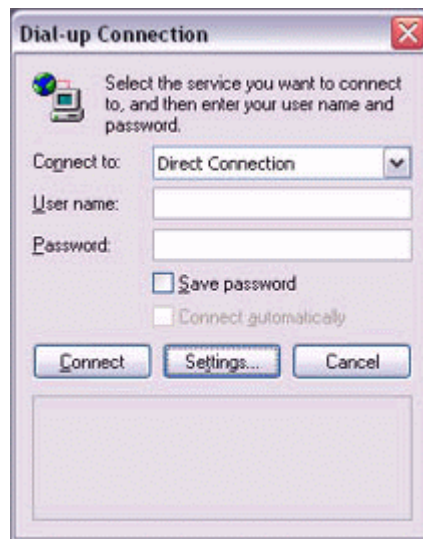 Dial-up Connection
Select the service you want to connect
to, and then enter your user name and
password.
Connect to: Direct Connection
User name:
Password:
Save password
Connect automatically
Connect Settings... Cancel